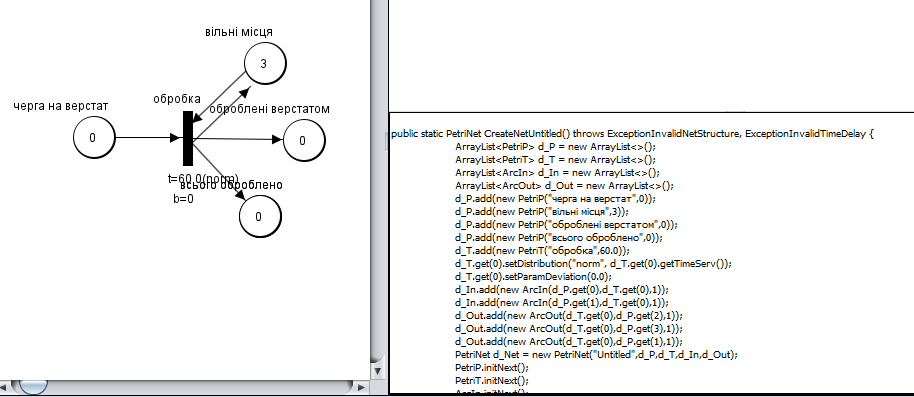 вільні місця
3
черга на верстат
обробка
оброблені верстатом
0
0
t=60.0(norm)
всього оброблено
b=0
0
public static PetriNet CreateNetUntitled() throws ExceptionInvalidNetStructure, ExceptionInvalidTimeDelay {
ArrayList<PetriP> d_P = new ArrayList<>();
ArrayList<PetriT> d_T = new ArrayList<>();
ArrayList<ArcIn> d_In = new ArrayList<>();
ArrayList<ArcOut> d_Out = new ArrayList<>();
d_P.add(new PetriP("черга на верстат",0));
d_P.add(new PetriP("вільні місця",3));
d_P.add(new PetriP("оброблені верстатом",0));
d_P.add(new PetriP("всього оброблено",0));
d_T.add(new PetriT("обробка",60.0));
d_T.get(0).setDistribution("norm", d_T.get(0).getTimeServ());
d_T.get(0).setParamDeviation(0.0);
d_In.add(new ArcIn(d_P.get(0),d_T.get(0),1));
d_In.add(new ArcIn(d_P.get(1),d_T.get(0),1));
d_Out.add(new ArcOut(d_T.get(0),d_P.get(2),1));
d_Out.add(new ArcOut(d_T.get(0),d_P.get(3),1));
d_Out.add(new ArcOut(d_T.get(0),d_P.get(1),1));
PetriNet d_Net = new PetriNet("Untitled",d_P,d_T,d_In,d_Out);
PetriP.initNext();
PetriT.initNext();
ArcIn.initNext();